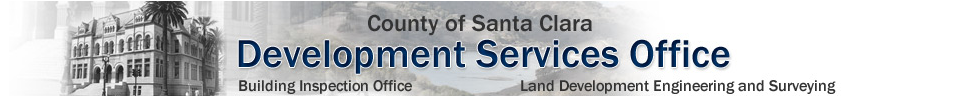 County of Santa Clara
Development Services Office
Building Inspection Office Land Development Engineering and Surveying